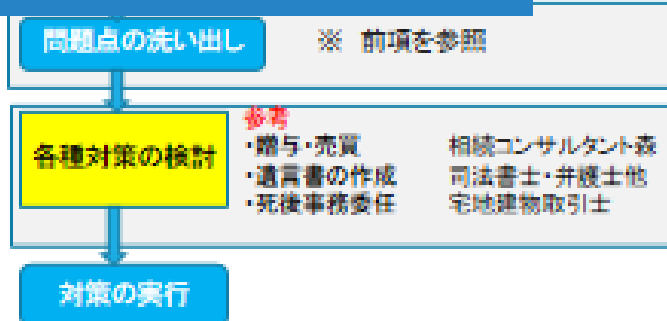 問題点の洗い出し ※ 前項を参照
参考
各種対策の検討
・贈与・売買 相続コンサルタント森
・遺言書の作成 司法書士・弁護士他
・死後事務委任 宅地建物取引士
対策の実行